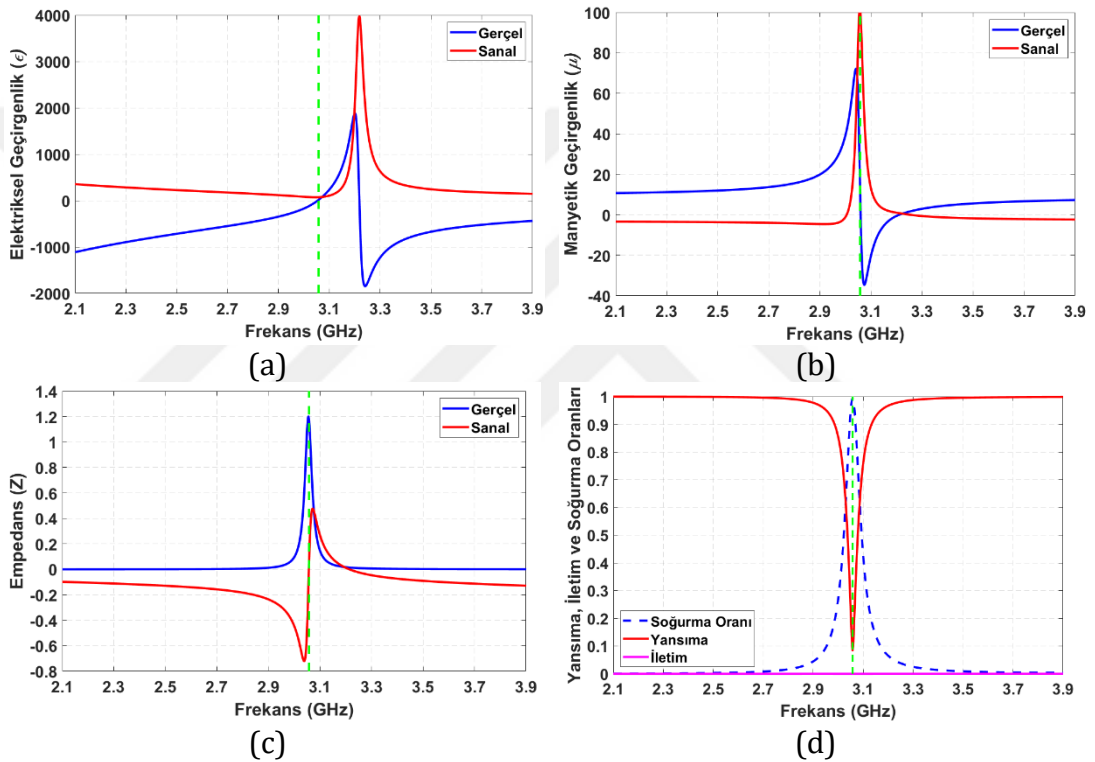 4000
3000
2000
1000
0
-1000
-2000
Elektriksel Geçirgenlik (ϵ)
Gerçel
Sanal
2.1 2.3 2.5 2.7 2.9 3.1 3.3 3.5 3.7 3.9
Frekans (GHz)
(a)
100
80
60
40
20
0
-20
-40
Manyetik Geçirgenlik (μ)
Gerçel
Sanal
2.1 2.3 2.5 2.7 2.9 3.1 3.3 3.5 3.7 3.9
Frekans (GHz)
(b)
1.4
1.2
1
0.8
0.6
0.4
0.2
0
-0.2
-0.4
-0.6
-0.8
Empedans (Z)
Gerçel
Sanal
2.1 2.3 2.5 2.7 2.9 3.1 3.3 3.5 3.7 3.9
Frekans (GHz)
(c)
1
0.9
0.8
0.7
0.6
0.5
0.4
0.3
0.2
0.1
0
Yansıma, İletim ve Soğurma Oranları
Soğurma Oranı
Yansıma
İletim
2.1 2.3 2.5 2.7 2.9 3.1 3.3 3.5 3.7 3.9
Frekans (GHz)
(d)